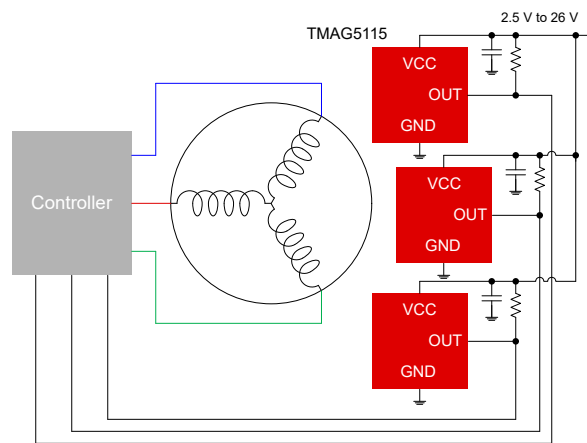 2.5 V to 26 V
TMAG5115
VCC
OUT
GND
VCC
OUT
GND
VCC
OUT
GND
Controller